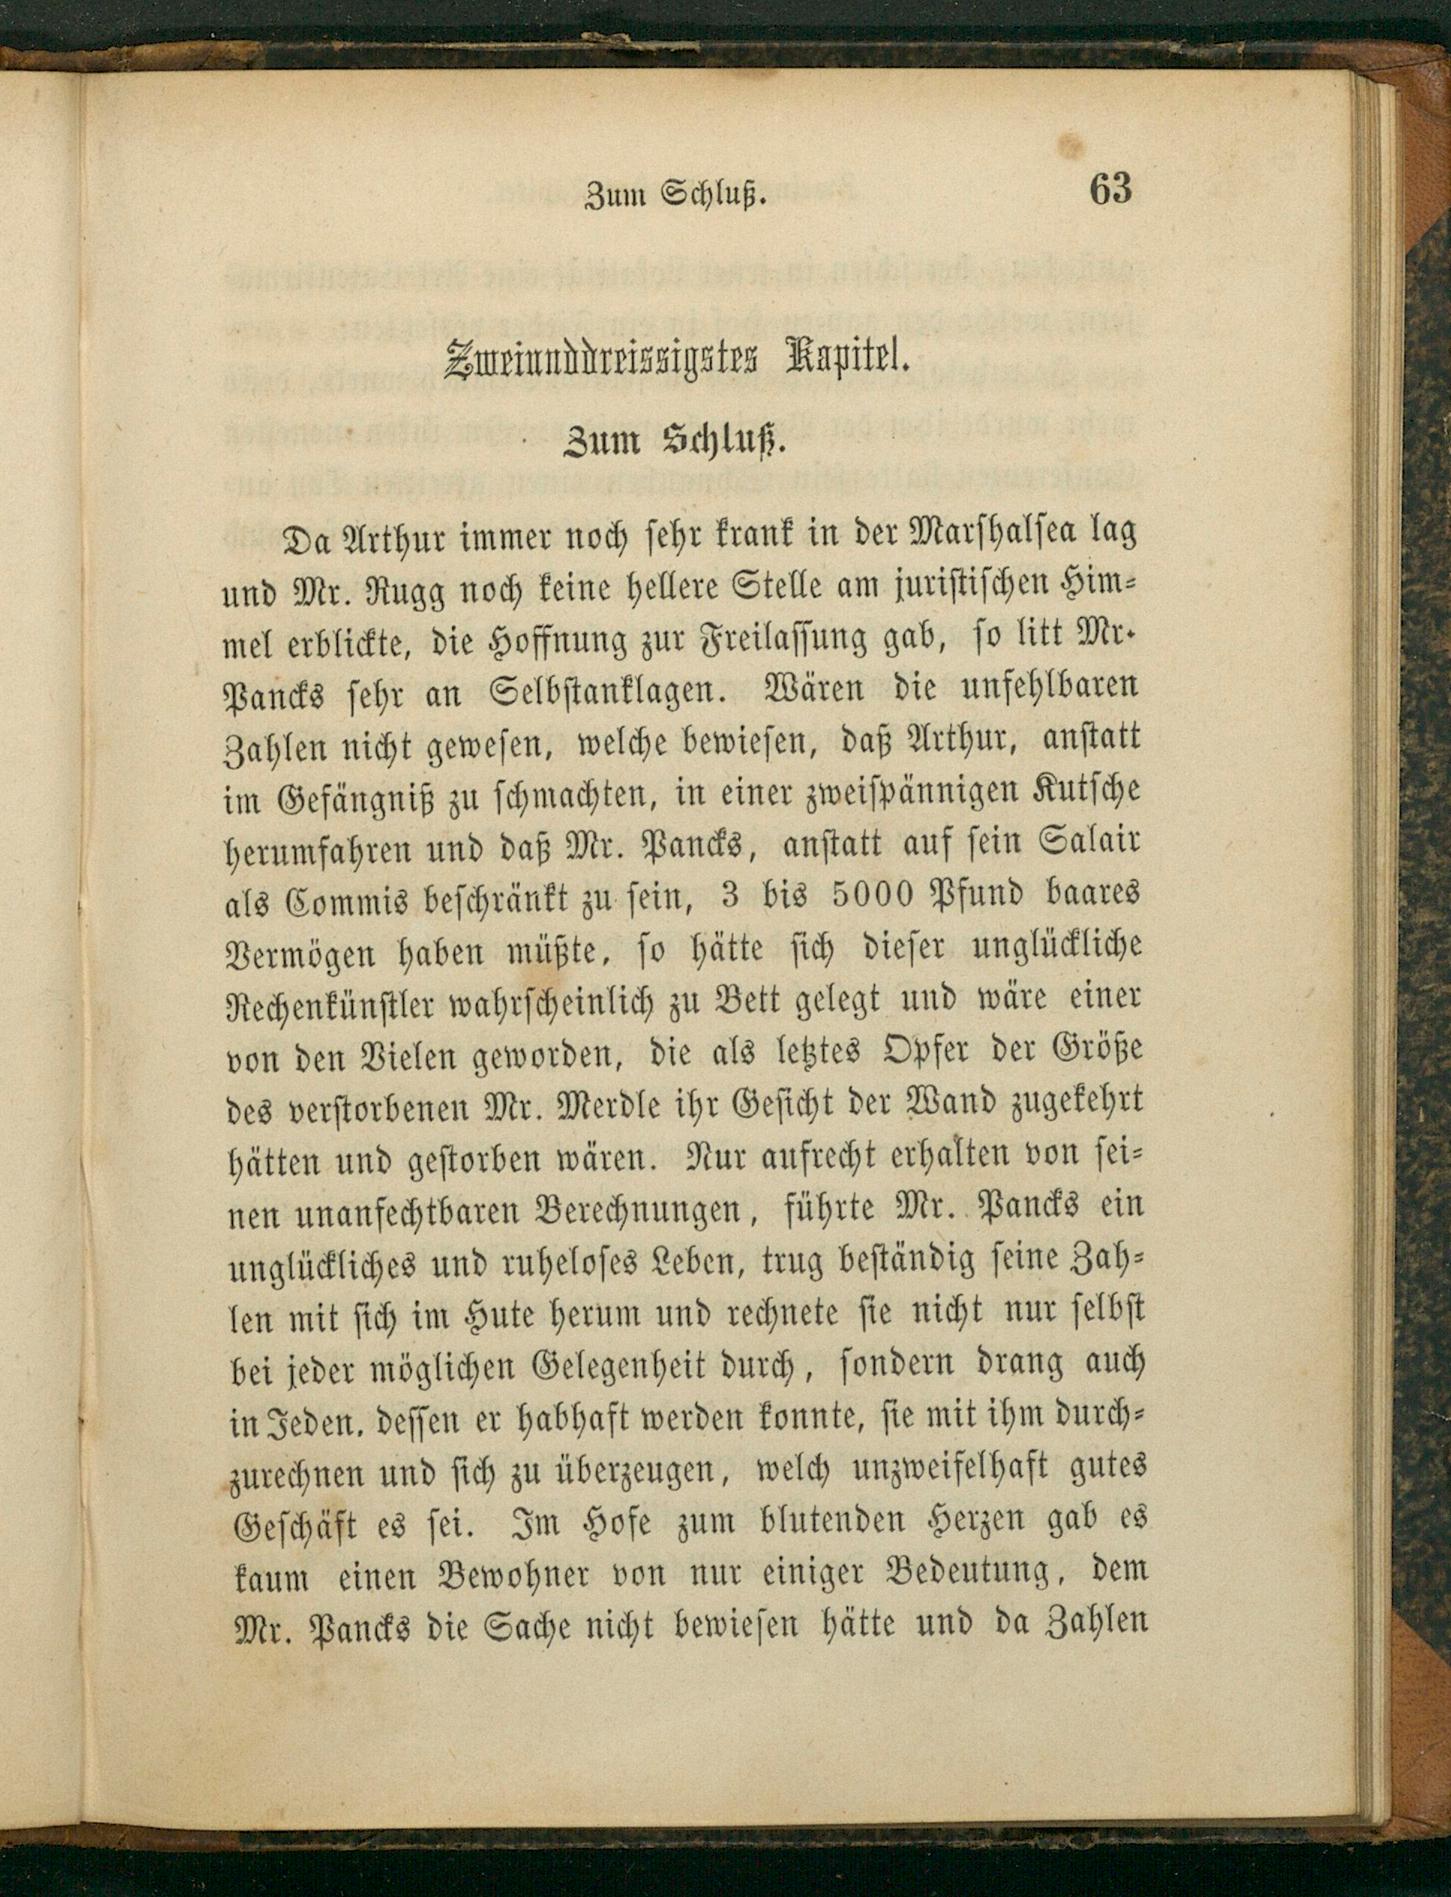 Zum Schluß. 63
Zweiunddreissigstes Kapitel.
Zum Schluß.
Da Arthur immer noch sehr krank in der Marshalsea lag
und Mr. Rugg noch keine hellere Stelle am juristischen Him-
mel erblickte, die Hoffnung zur Freilassung gab, so litt Mr.
Pancks sehr an Selbstanklagen. Wären die unfehlbaren
Zahlen nicht gewesen, welche bewiesen, daß Arthur, anstatt
im Gefängniß zu schmachten, in einer zweispännigen Kutsche
herumfahren und daß Mr. Pancks, anstatt auf sein Salair
als Commis beschränkt zu sein, 3 bis 5000 Pfund baares
Vermögen haben müßte, so hätte sich dieser unglückliche
Rechenkünstler wahrscheinlich zu Bett gelegt und wäre einer
von den Vielen geworden, die als letztes Opfer der Größe
des verstorbenen Mr. Merdle ihr Gesicht der Wand zugekehrt
hätten und gestorben wären. Nur aufrecht erhalten von sei-
nen unanfechtbaren Berechnungen, führte Mr. Pancks ein
unglückliches und ruheloses Leben, trug beständig seine Zah-
len mit sich im Hute herum und rechnete sie nicht nur selbst
bei jeder möglichen Gelegenheit durch, sondern drang auch
in Jeden, dessen er habhaft werden konnte, sie mit ihm durch-
zurechnen und sich zu überzeugen, welch unzweifelhaft gutes
Geschäft es sei. Im Hofe zum blutenden Herzen gab es
kaum einen Bewohner von nur einiger Bedeutung, dem
Mr. Pancks die Sache nicht bewiesen hätte und da Zahlen